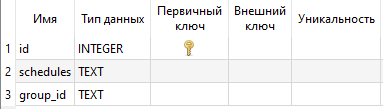 Имя Тип данных Первичный ключ Внешний ключ Уникальность
1 id INTEGER
2 schedules TEXT
3 group_id TEXT